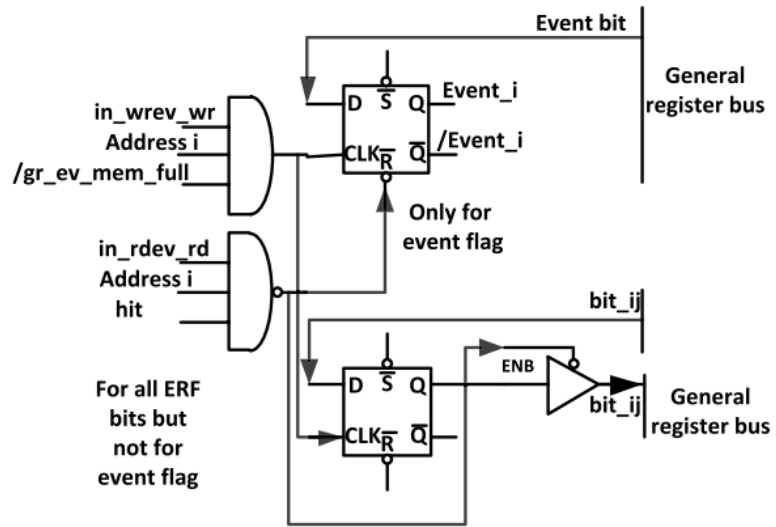 Event bit
General
register bus
D S̅ Q Event_i
CLK R̅ Q̅ /Event_i
in_wrev_wr
Address i
/gr_ev_mem_full
Only for
event flag
in_rdev_rd
Address i
hit
bit_ij
ENB
D S̅ Q
CLK R̅ Q̅
bit_ij
General
register bus
For all ERF
bits but
not for
event flag